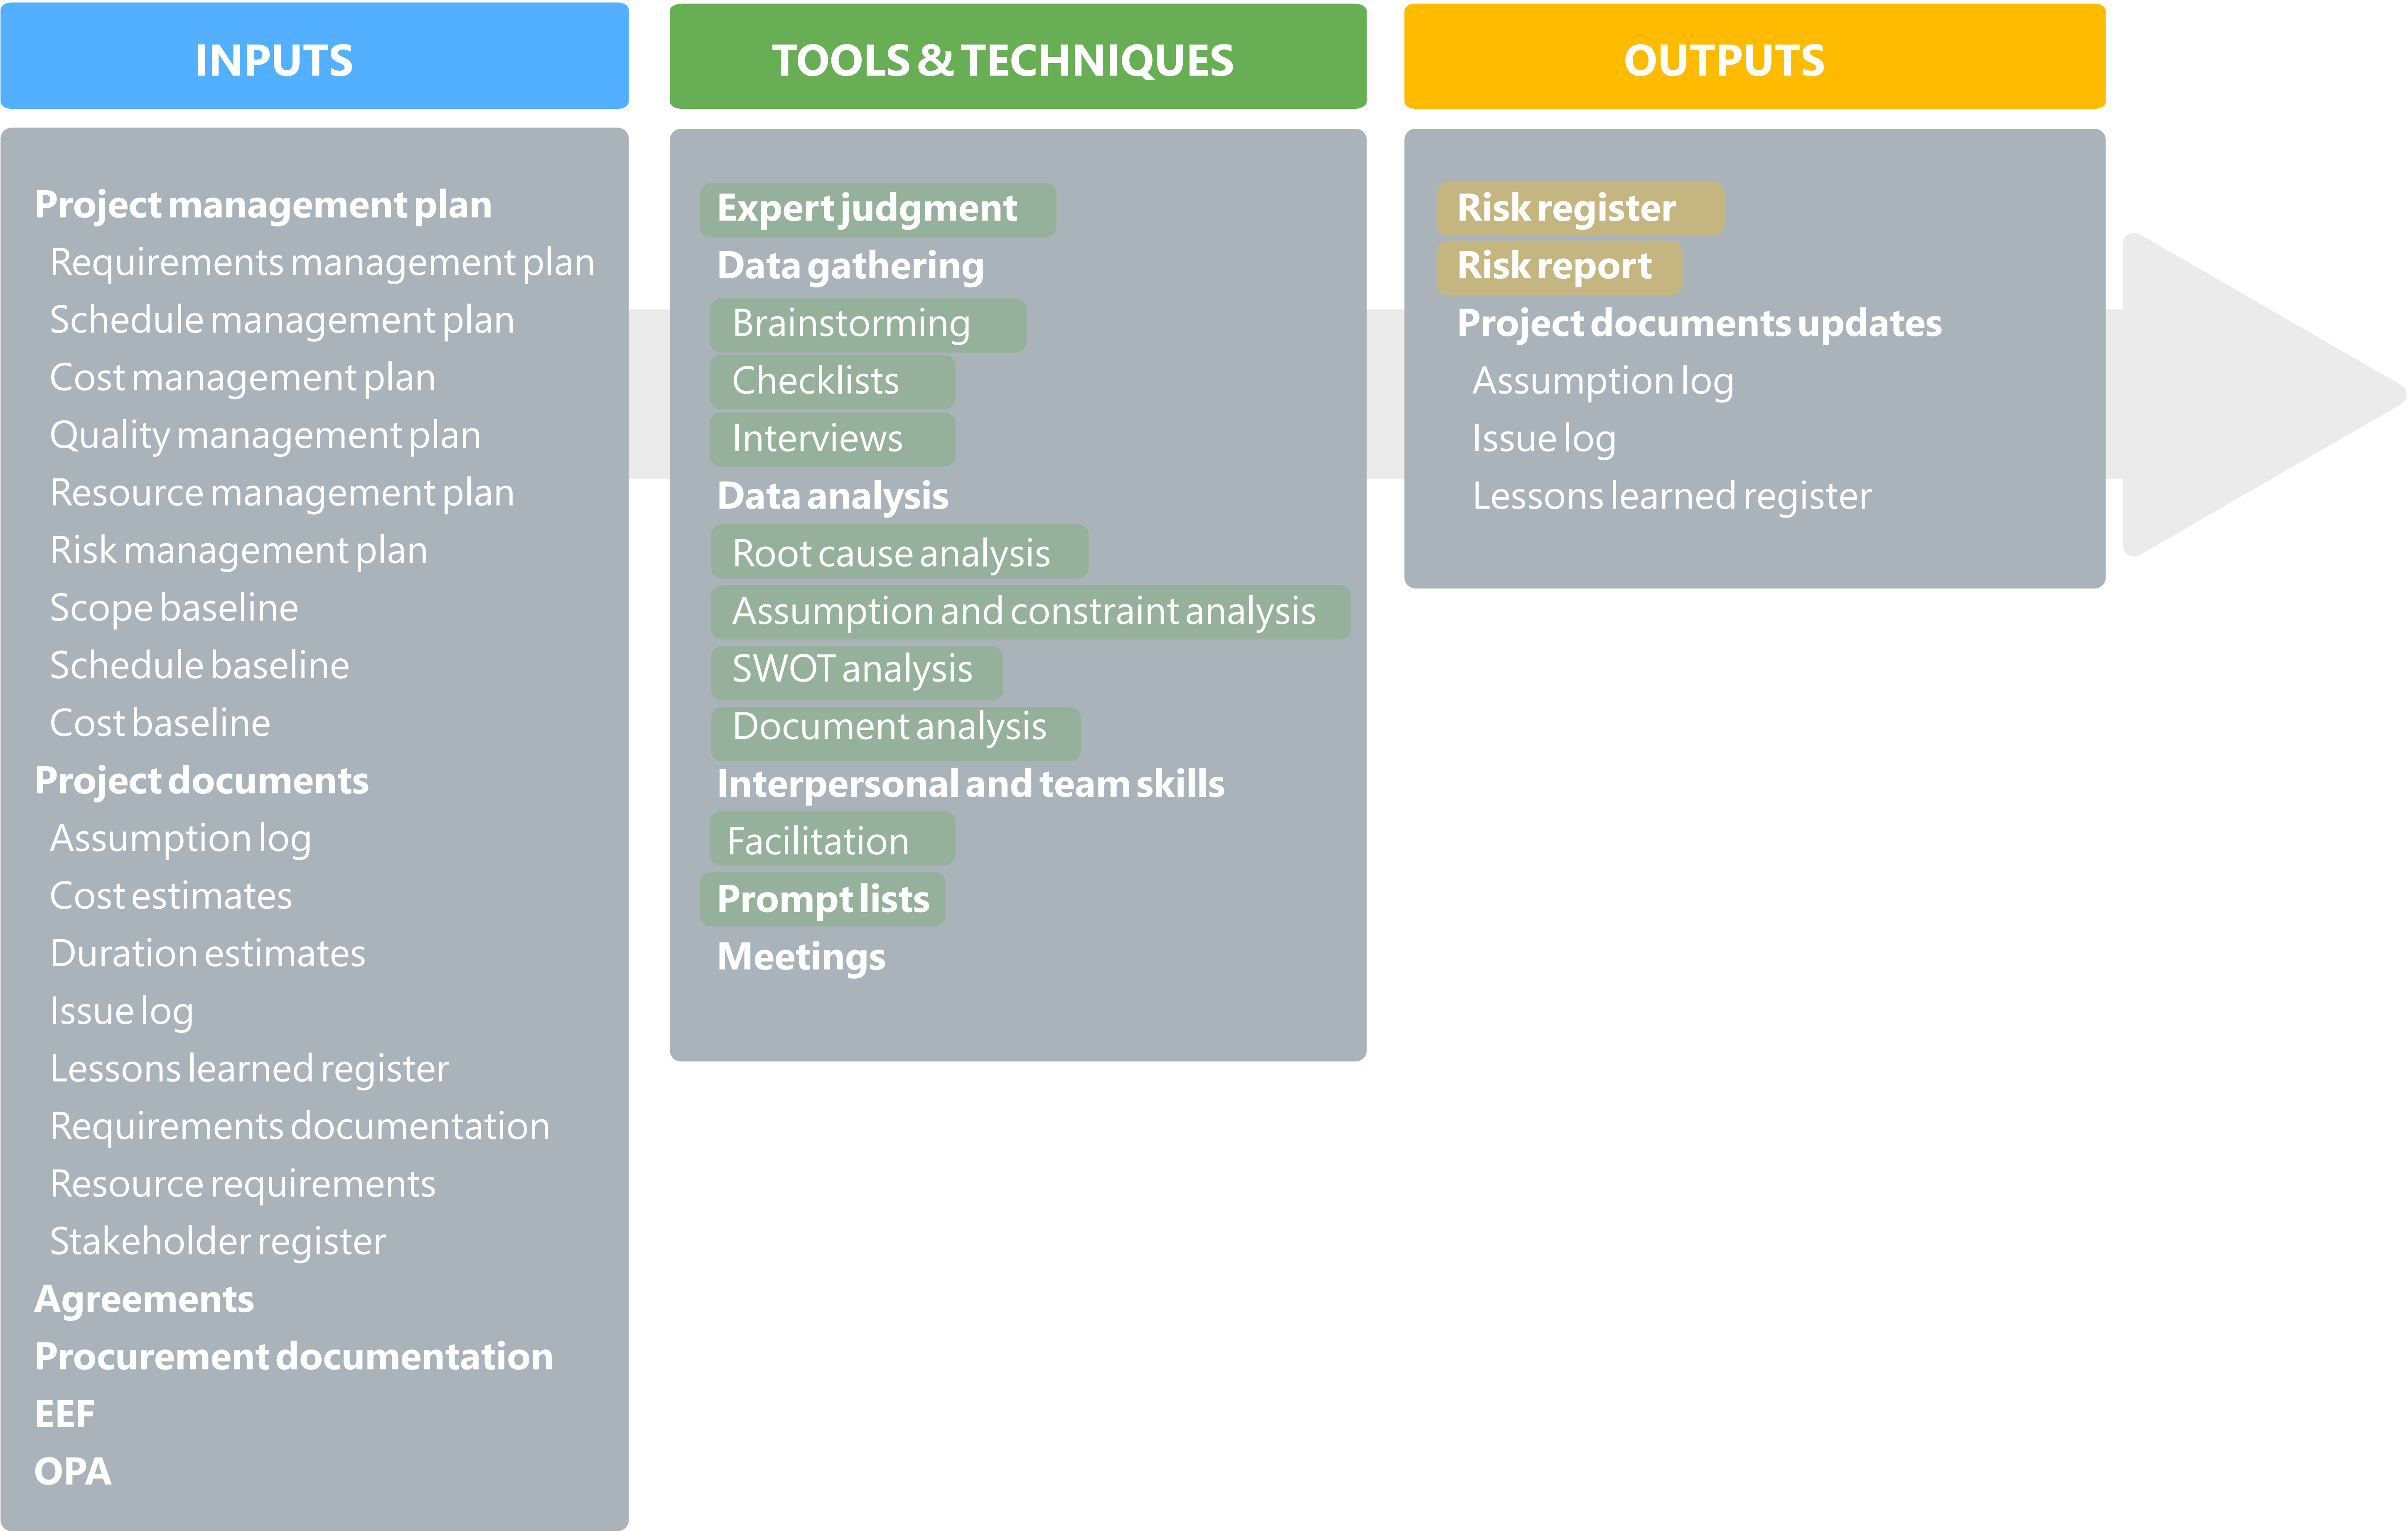 INPUTS
Project management plan
Requirements management plan
Schedule management plan
Cost management plan
Quality management plan
Resource management plan
Risk management plan
Scope baseline
Schedule baseline
Cost baseline
Project documents
Assumption log
Cost estimates
Duration estimates
Issue log
Lessons learned register
Requirements documentation
Resource requirements
Stakeholder register
Agreements
Procurement documentation
EEF
OPA
TOOLS & TECHNIQUES
Expert judgment
Data gathering
Brainstorming
Checklists
Interviews
Data analysis
Root cause analysis
Assumption and constraint analysis
SWOT analysis
Document analysis
Interpersonal and team skills
Facilitation
Prompt lists
Meetings
OUTPUTS
Risk register
Risk report
Project documents updates
Assumption log
Issue log
Lessons learned register